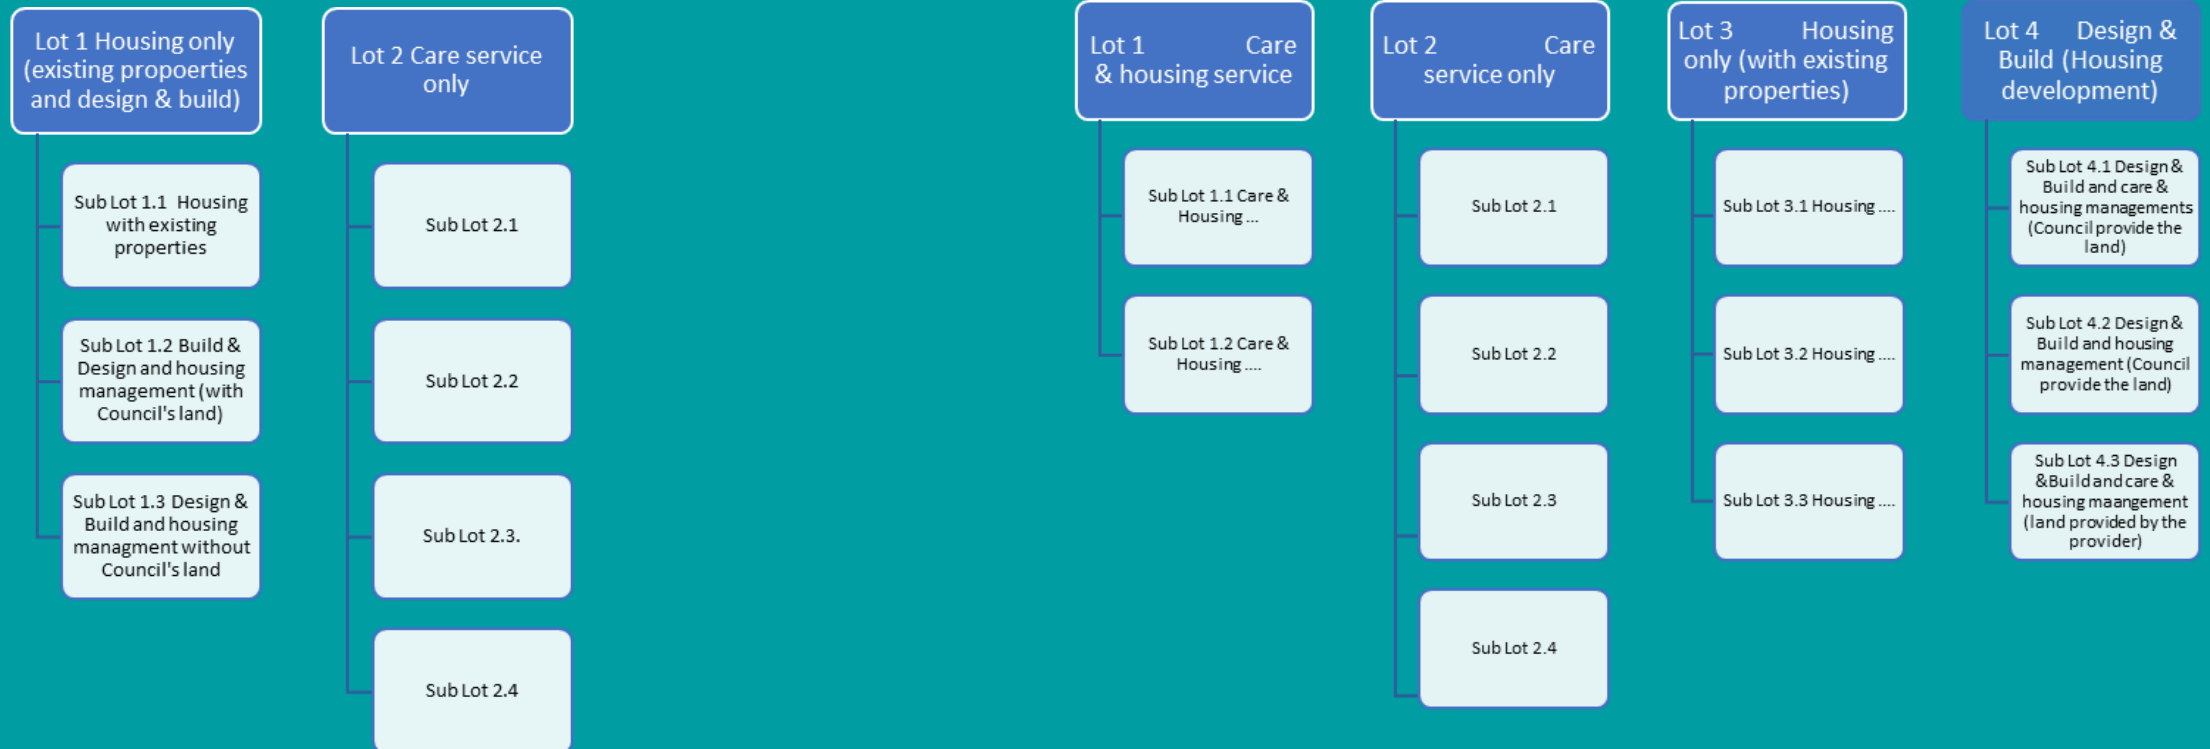 Lot 1 Housing only
(existing propoerties
and design & build)
Sub Lot 1.1 Housing
with existing
properties
Sub Lot 1.2 Build &
Design and housing
management (with
Council's land)
Sub Lot 1.3 Design &
Build and housing
managment without
Council's land
Lot 2 Care service
only
Sub Lot 2.1
Sub Lot 2.2
Sub Lot 2.3.
Sub Lot 2.4
Lot 1 Care
& housing service
Sub Lot 1.1 Care &
Housing ...
Sub Lot 1.2 Care &
Housing ....
Lot 2 Care
service only
Sub Lot 2.1
Sub Lot 2.2
Sub Lot 2.3
Sub Lot 2.4
Lot 3 Housing
only (with existing
properties)
Sub Lot 3.1 Housing ....
Sub Lot 3.2 Housing ....
Sub Lot 3.3 Housing ....
Lot 4 Design &
Build (Housing
development)
Sub Lot 4.1 Design &
Build and care &
housing managements
(Council provide the
land)
Sub Lot 4.2 Design &
Build and housing
management (Council
provide the land)
Sub Lot 4.3 Design
&Build and care &
housing maangement
(land provided by the
provider)